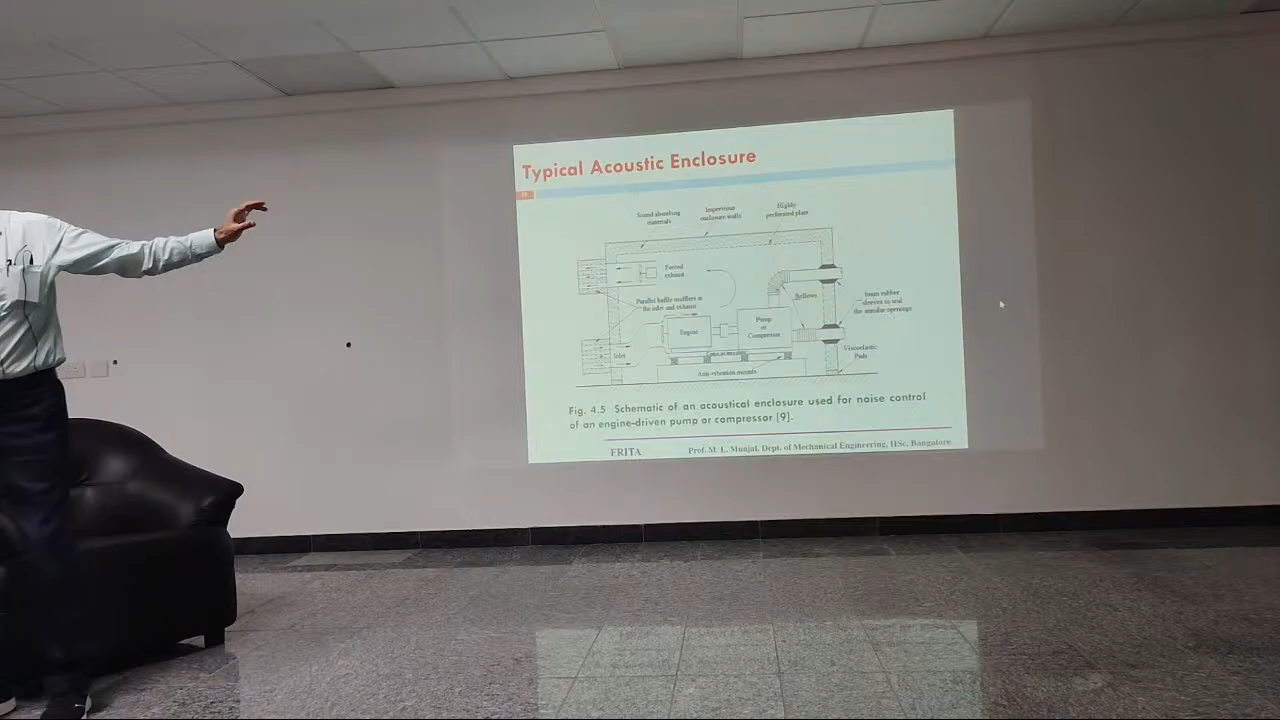 Typical Acoustic Enclosure
Sound absorbing
materials
Impervious
enclosure walls
Highly
perforated plate
Forced
exhaust
Parallel baffle mufflers at
the inlet and exhaust
Bellows
Foam rubber
sleeves to seal
the annular openings
Engine
Pump
or
Compressor
Inlet
Viscoelastic
Pads
Anti-vibration mounts
Fig. 4.5 Schematic of an acoustical enclosure used for noise control
of an engine-driven pump or compressor [9].
FRITA
Prof. M. L. Munjal, Dept. of Mechanical Engineering, IISc, Bangalore